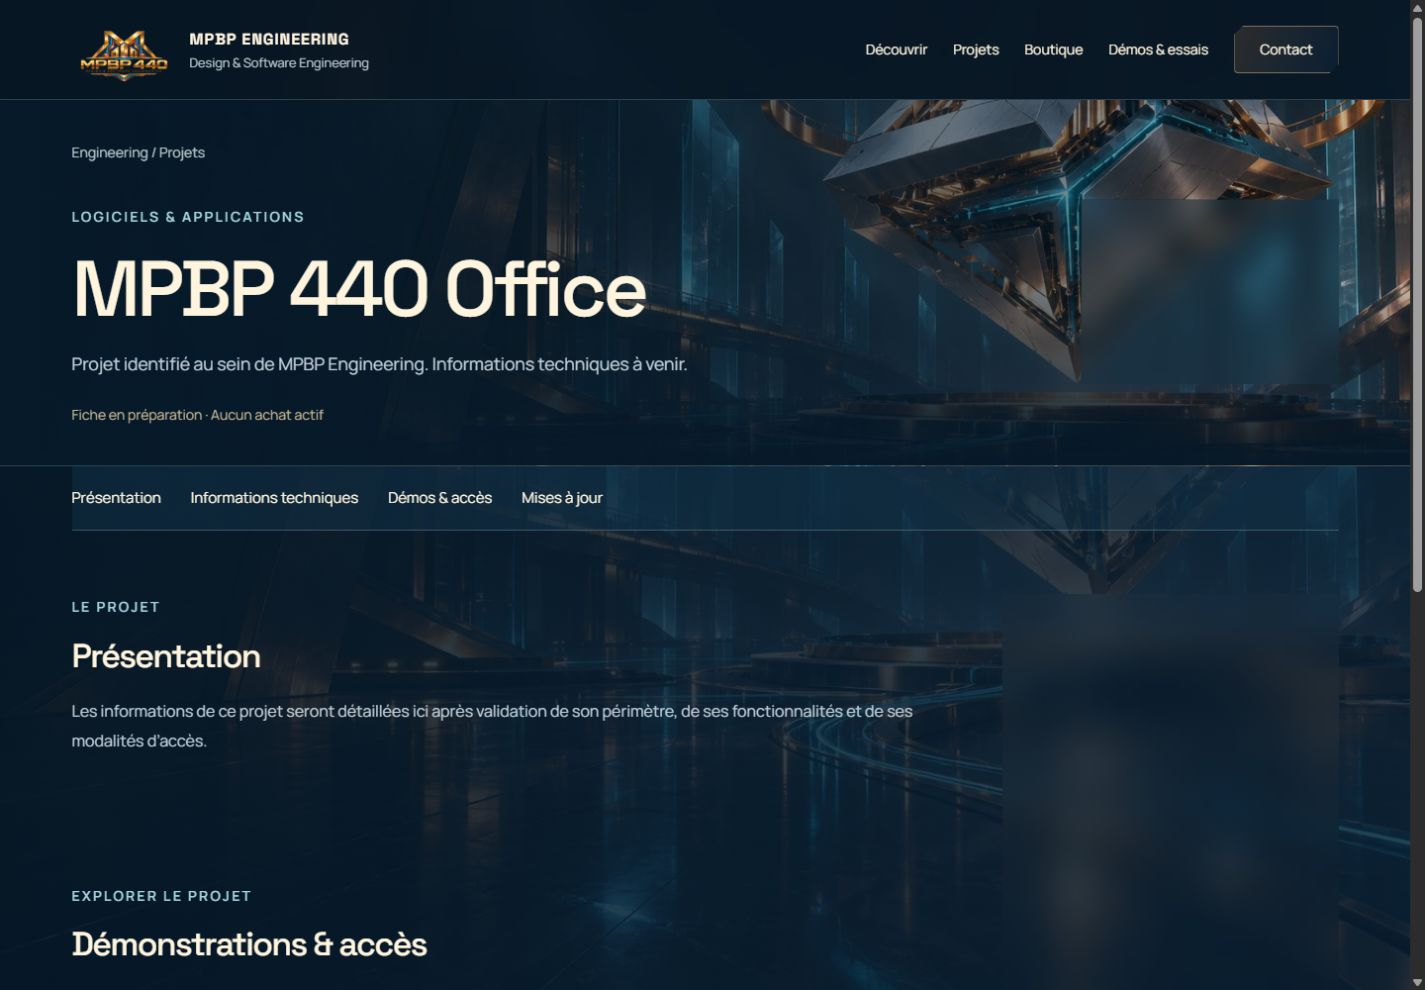 MPBP 440
MPBP ENGINEERING
Design & Software Engineering
Découvrir
Projets
Boutique
Démos & essais
Contact
Engineering / Projets
LOGICIELS & APPLICATIONS
MPBP 440 Office
Projet identifié au sein de MPBP Engineering. Informations techniques à venir.
Fiche en préparation · Aucun achat actif
Présentation
Informations techniques
Démos & accès
Mises à jour
LE PROJET
Présentation
Les informations de ce projet seront détaillées ici après validation de son périmètre, de ses fonctionnalités et de ses
modalités d'accès.
EXPLORER LE PROJET
Démonstrations & accès